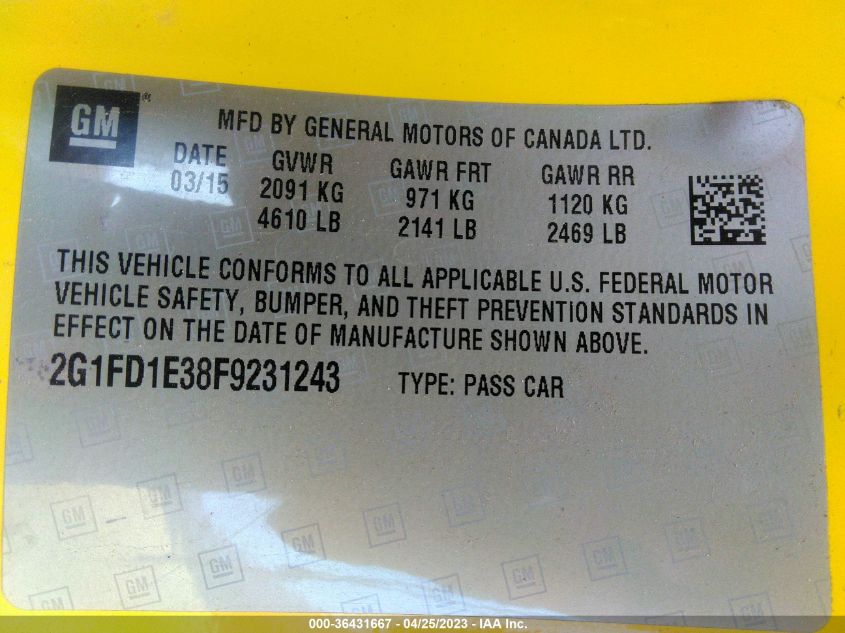 GM
MFD BY GENERAL MOTORS OF CANADA LTD.
DATE GVWR GAWR FRT GAWR RR
03/15 2091 KG 971 KG 1120 KG
4610 LB 2141 LB 2469 LB
THIS VEHICLE CONFORMS TO ALL APPLICABLE U.S. FEDERAL MOTOR
VEHICLE SAFETY, BUMPER, AND THEFT PREVENTION STANDARDS IN
EFFECT ON THE DATE OF MANUFACTURE SHOWN ABOVE.
2G1FD1E38F9231243 TYPE: PASS CAR
000-36431667 - 04/25/2023 - IAA Inc.